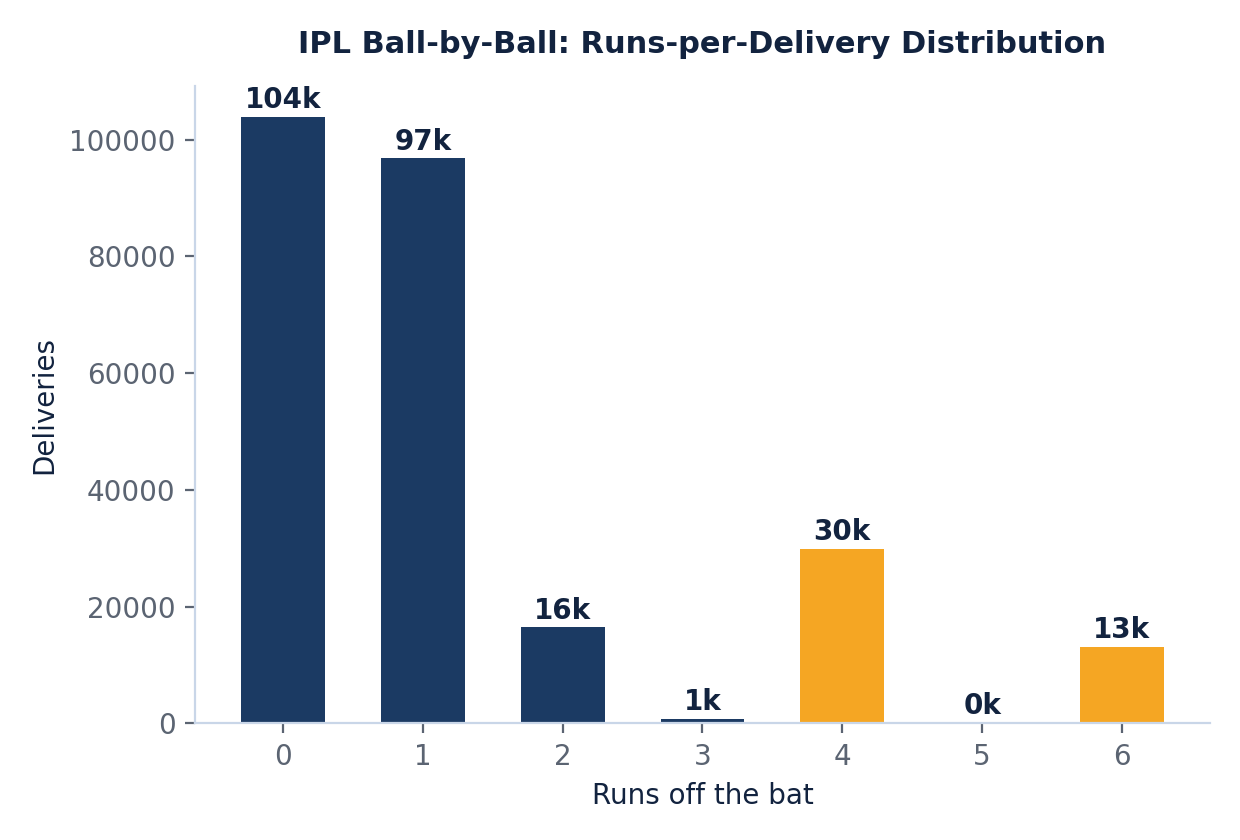 IPL Ball-by-Ball: Runs-per-Delivery Distribution
104k
97k
16k
1k
30k
0k
13k
100000
80000
60000
40000
20000
0
Deliveries
0 1 2 3 4 5 6
Runs off the bat